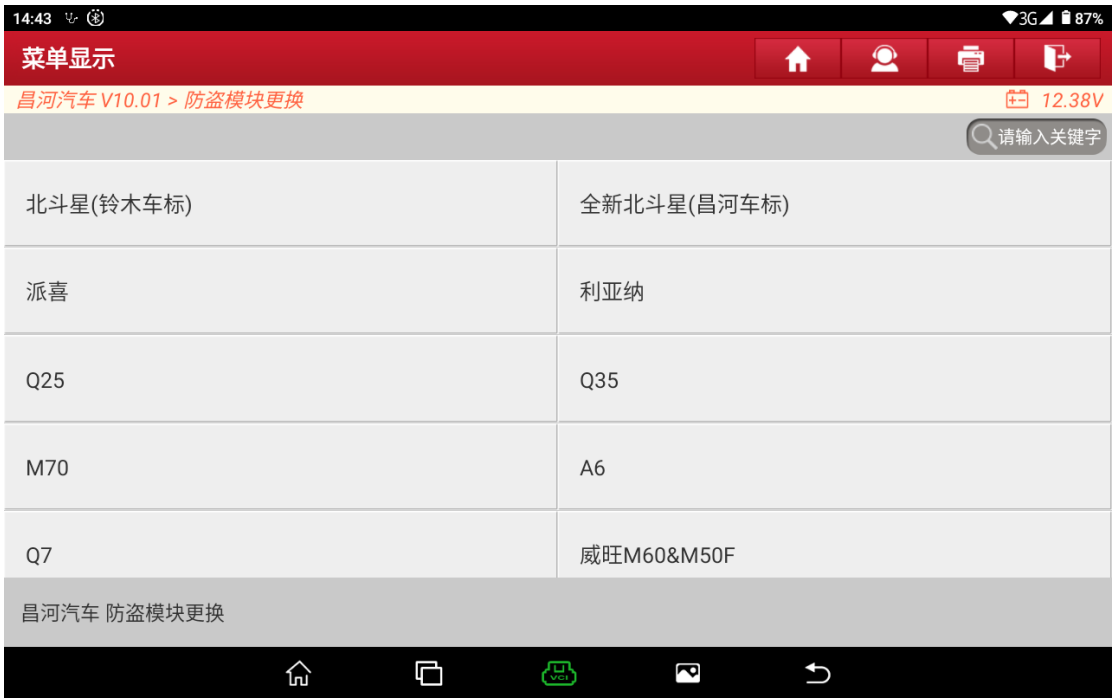 14:43 3G 87%
菜单显示
昌河汽车 V10.01 > 防盗模块更换 12.38V
请输入关键字
北斗星(铃木车标) 全新北斗星(昌河车标)
派喜 利亚纳
Q25 Q35
M70 A6
Q7 威旺M60&M50F
昌河汽车 防盗模块更换
VCI